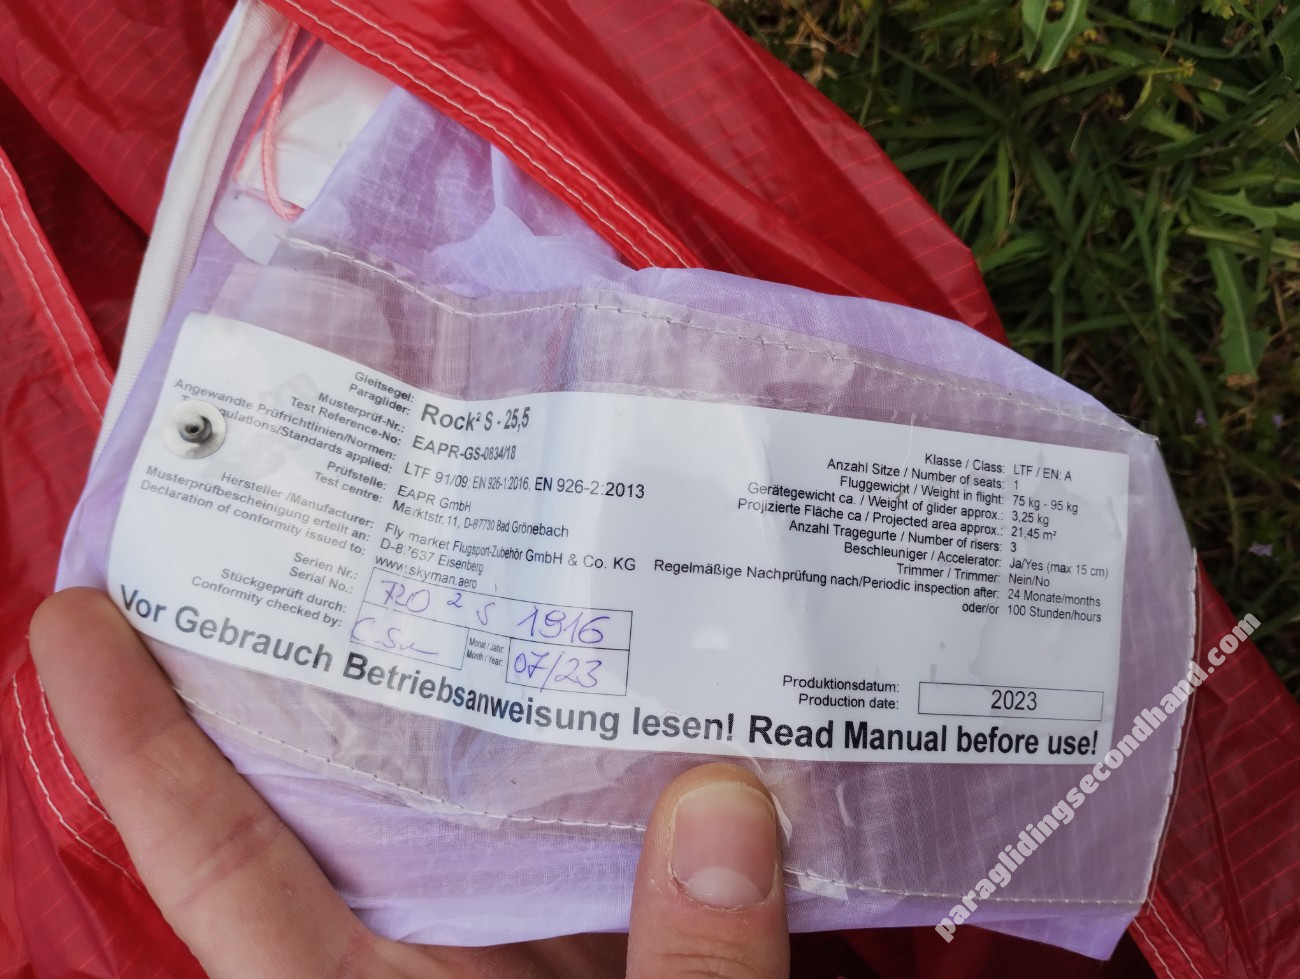 Gleitsegel:
Paraglider: Rock² S - 25,5
Musterprüf-Nr.:
Test Reference-No: EAPR-GS-0834/18
Angewandte Prüfrichtlinien/Normen:
Regulations/Standards applied: LTF 91/09, EN 926-1:2016, EN 926-2:2013
Prüfstelle: EAPR GmbH
Test centre: Marktstr. 11, D-87730 Bad Grönebach
Hersteller /Manufacturer: Fly market Flugsport-Zubehör GmbH & Co. KG
Musterprüfbescheinigung erteilt an: D-87637 Eisenberg
Declaration of conformity issued to: www.skyman.aero
Serien Nr.:
Serial No.: RO 2 S 1916
Stückgeprüft durch:
Conformity checked by:
Monat / Jahr:
Month / Year: 07/23
Klasse / Class: LTF / EN: A
Anzahl Sitze / Number of seats: 1
Fluggewicht / Weight in flight: 75 kg - 95 kg
Gerätegewicht ca. / Weight of glider approx.: 3,25 kg
Projizierte Fläche ca / Projected area approx.: 21,45 m²
Anzahl Tragegurte / Number of risers: 3
Beschleuniger / Accelerator: Ja/Yes (max 15 cm)
Trimmer / Trimmer: Nein/No
Regelmäßige Nachprüfung nach/Periodic inspection after: 24 Monate/months
oder/or 100 Stunden/hours
Produktionsdatum:
Production date: 2023
Vor Gebrauch Betriebsanweisung lesen! Read Manual before use!
paraglidingsecondhand.com